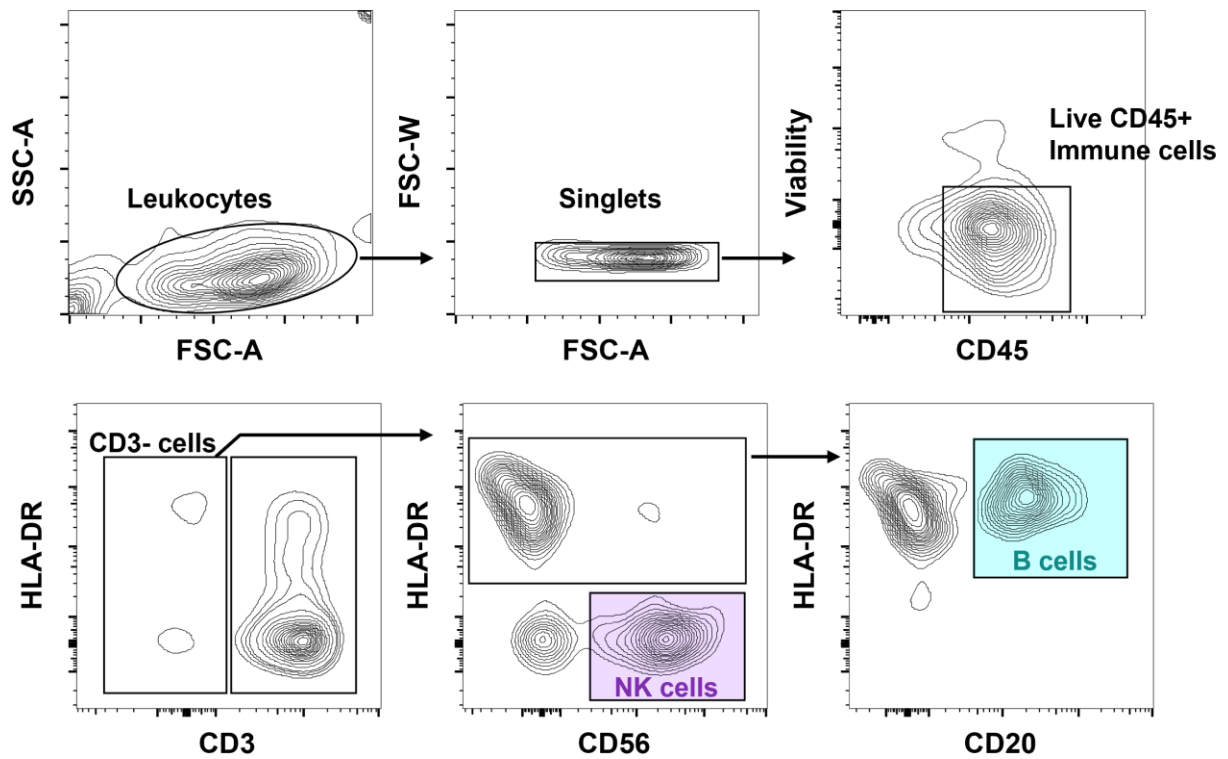 SSC-A
Leukocytes
FSC-A
FSC-W
Singlets
FSC-A
Viability
Live CD45+
Immune cells
CD45
HLA-DR
CD3- cells
CD3
HLA-DR
NK cells
CD56
HLA-DR
B cells
CD20